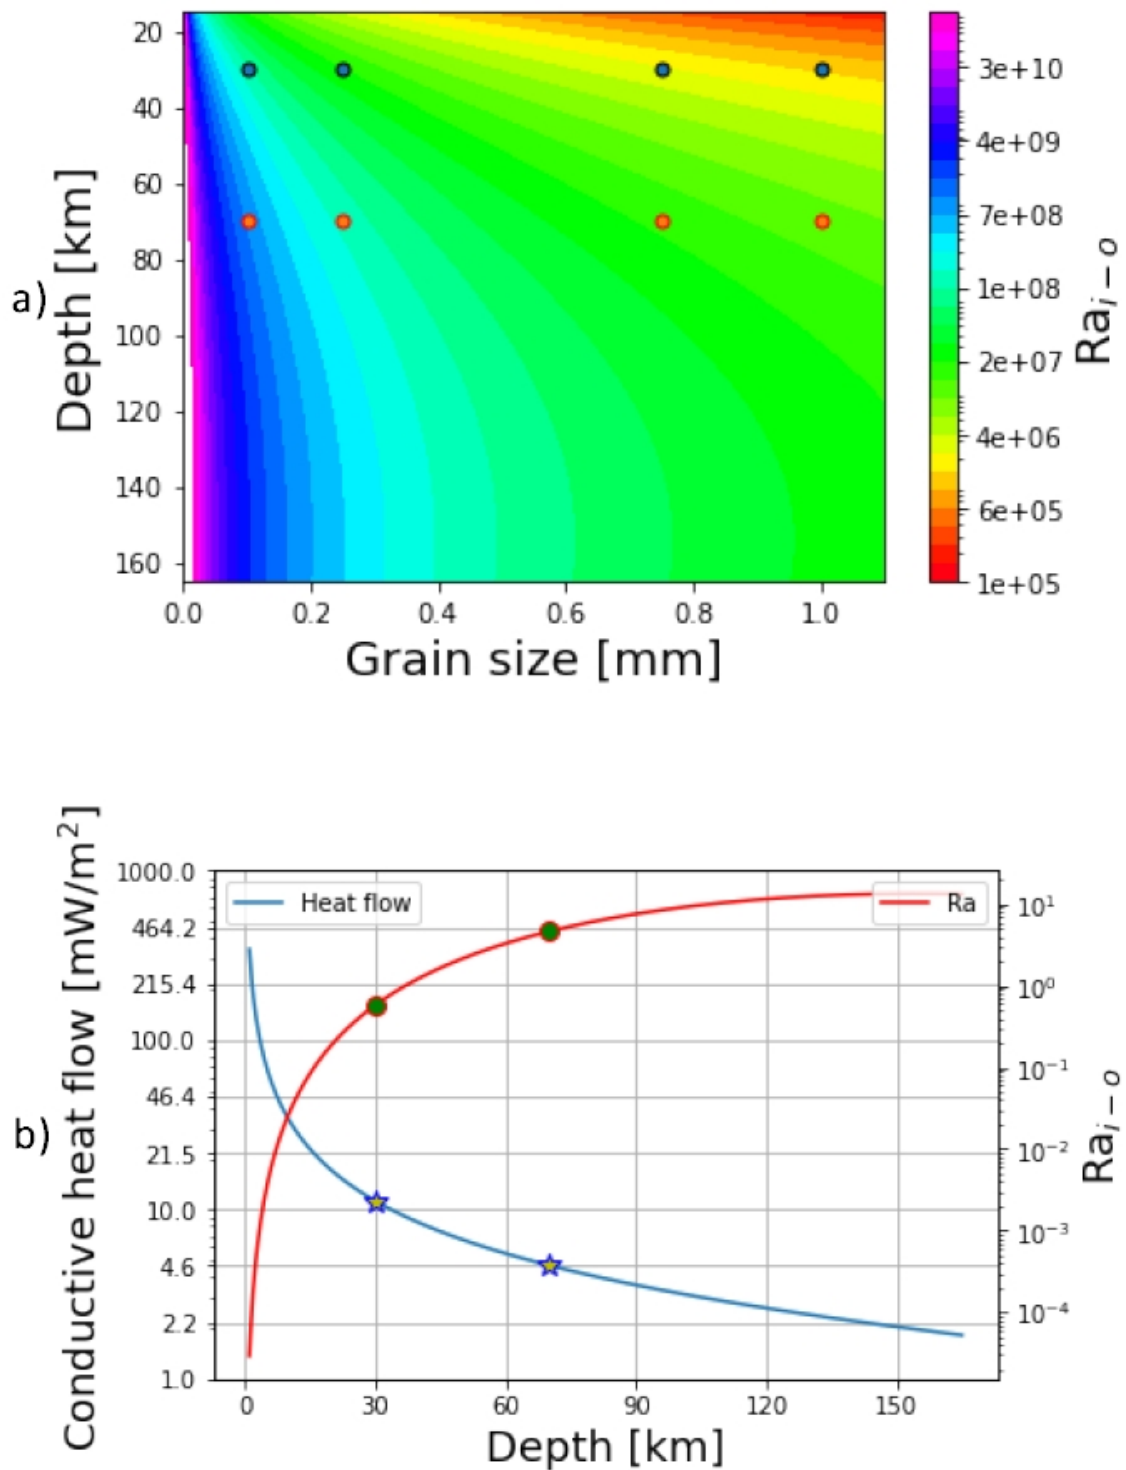 a)
Depth [km]
20
40
60
80
100
120
140
160
0.0 0.2 0.4 0.6 0.8 1.0
Grain size [mm]
3e+10
4e+09
7e+08
1e+08
2e+07
4e+06
6e+05
1e+05
Ra_{i-o}
b)
Conductive heat flow [mW/m²]
1000.0
464.2
215.4
100.0
46.4
21.5
10.0
4.6
2.2
1.0
Heat flow
Ra
10¹
10⁰
10⁻¹
10⁻²
10⁻³
10⁻⁴
Ra_{i-o}
0 30 60 90 120 150
Depth [km]